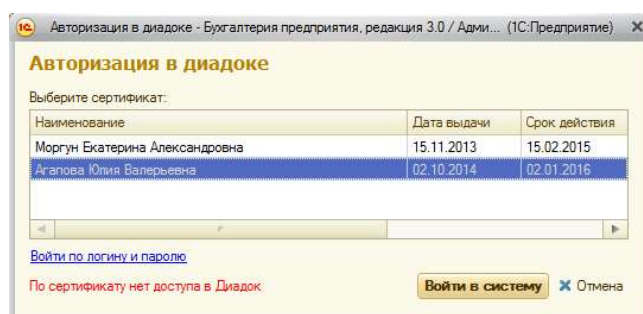 1С Авторизация в диадоке - Бухгалтерия предприятия, редакция 3.0 / Адми... (1С:Предприятие)
Авторизация в диадоке
Выберите сертификат:
Наименование Дата выдачи Срок действия
Моргун Екатерина Александровна 15.11.2013 15.02.2015
Агапова Юлия Валерьевна 02.10.2014 02.01.2016
Войти по логину и паролю
По сертификату нет доступа в Диадок Войти в систему Отмена